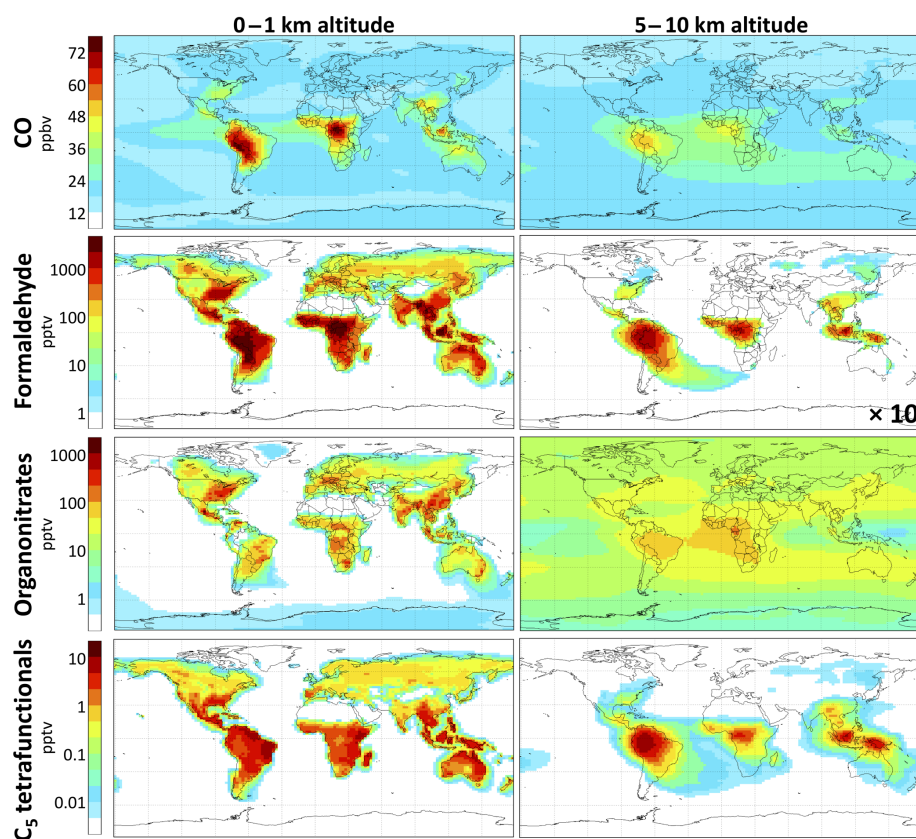 0–1 km altitude
5–10 km altitude
CO
ppbv
72
60
48
36
24
12
Formaldehyde
pptv
1000
100
10
1
× 10
Organonitrates
pptv
1000
100
10
1
C₅ tetrafunctionals
pptv
10
1
0.1
0.01